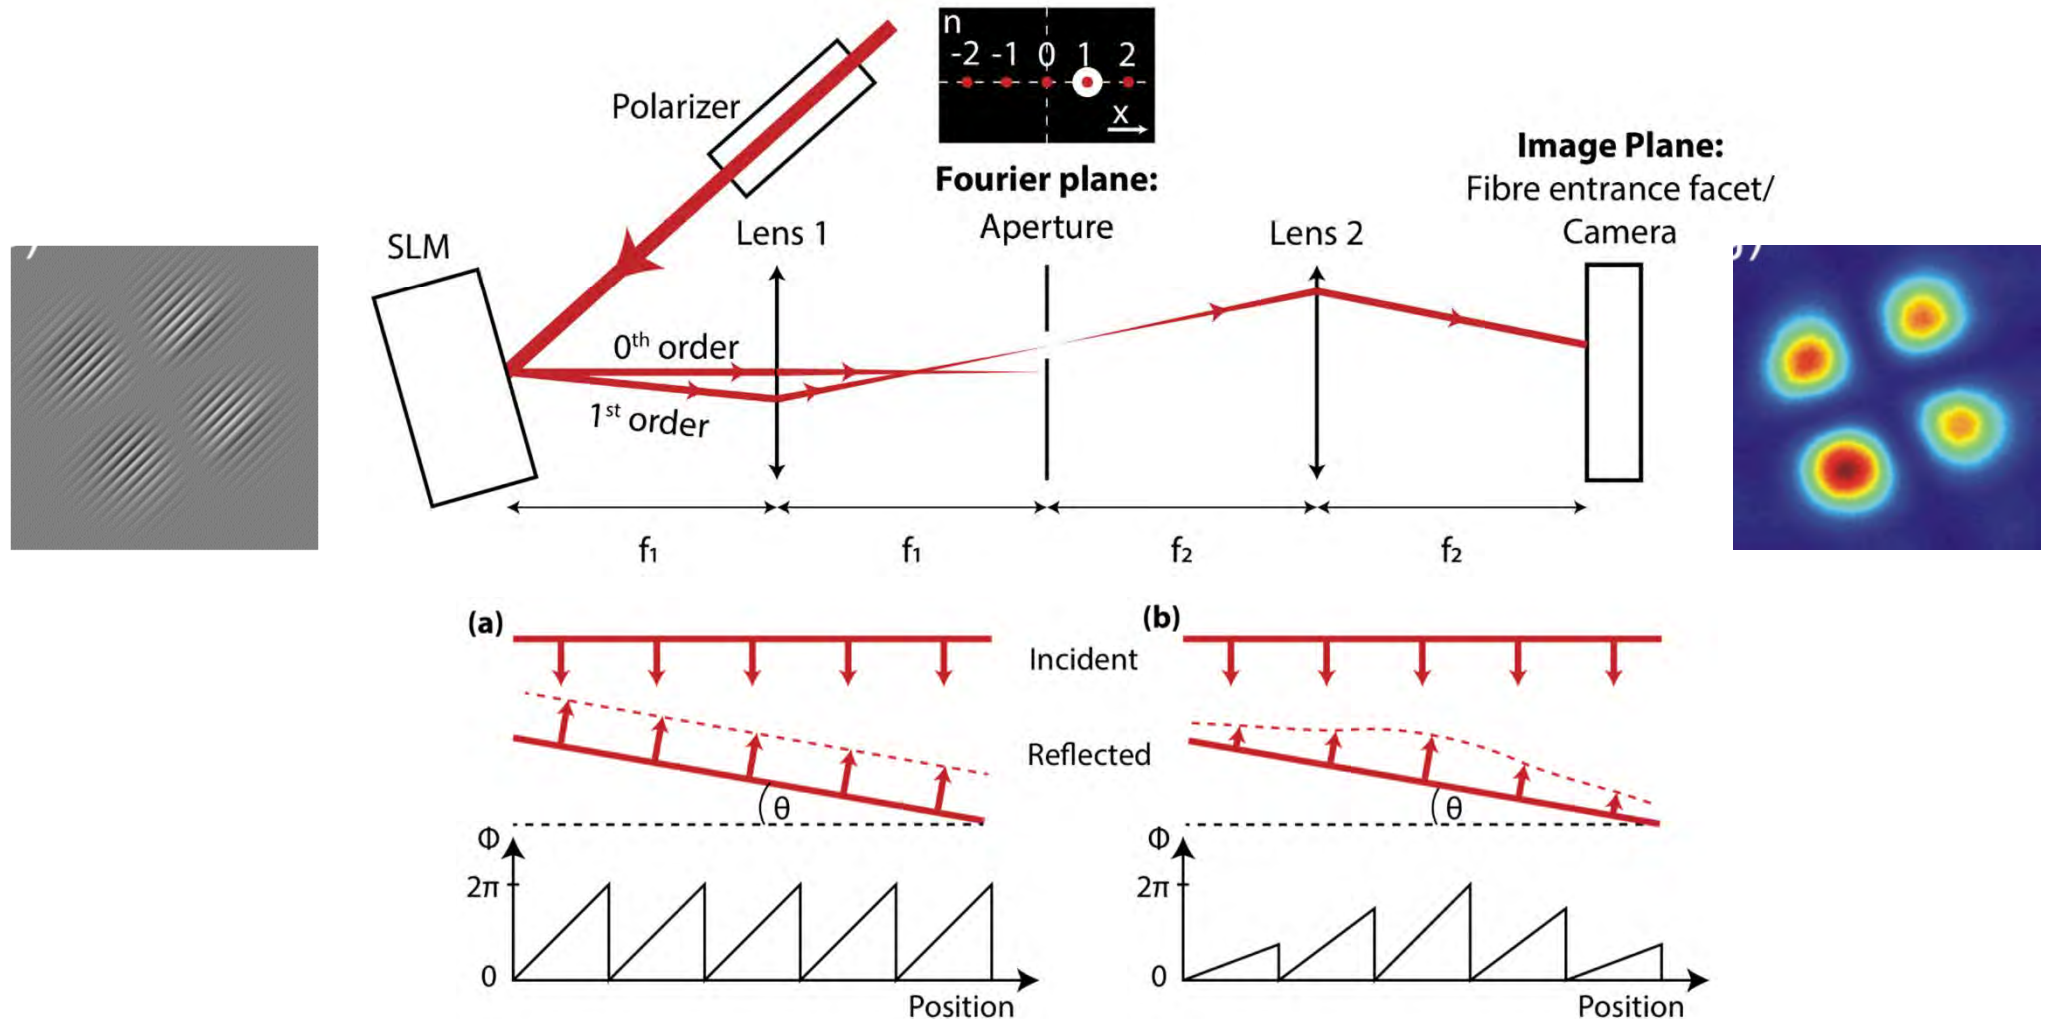 n
-2 -1 0 1 2
x
Polarizer
Fourier plane:
Aperture
Image Plane:
Fibre entrance facet/
Camera
SLM
Lens 1
Lens 2
0th order
1st order
f1
f1
f2
f2
(a)
(b)
Incident
Reflected
θ
θ
Φ
2π
0
Position
Φ
2π
0
Position